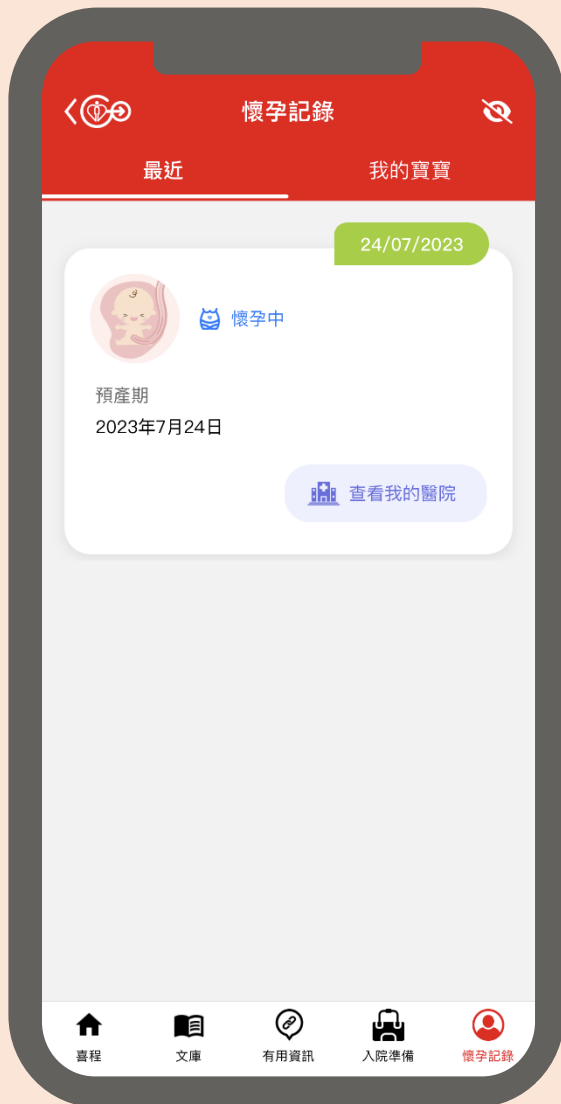 懷孕記錄
最近
我的寶寶
24/07/2023
懷孕中
預產期
2023年7月24日
查看我的醫院
喜程
文庫
有用資訊
入院準備
懷孕記錄